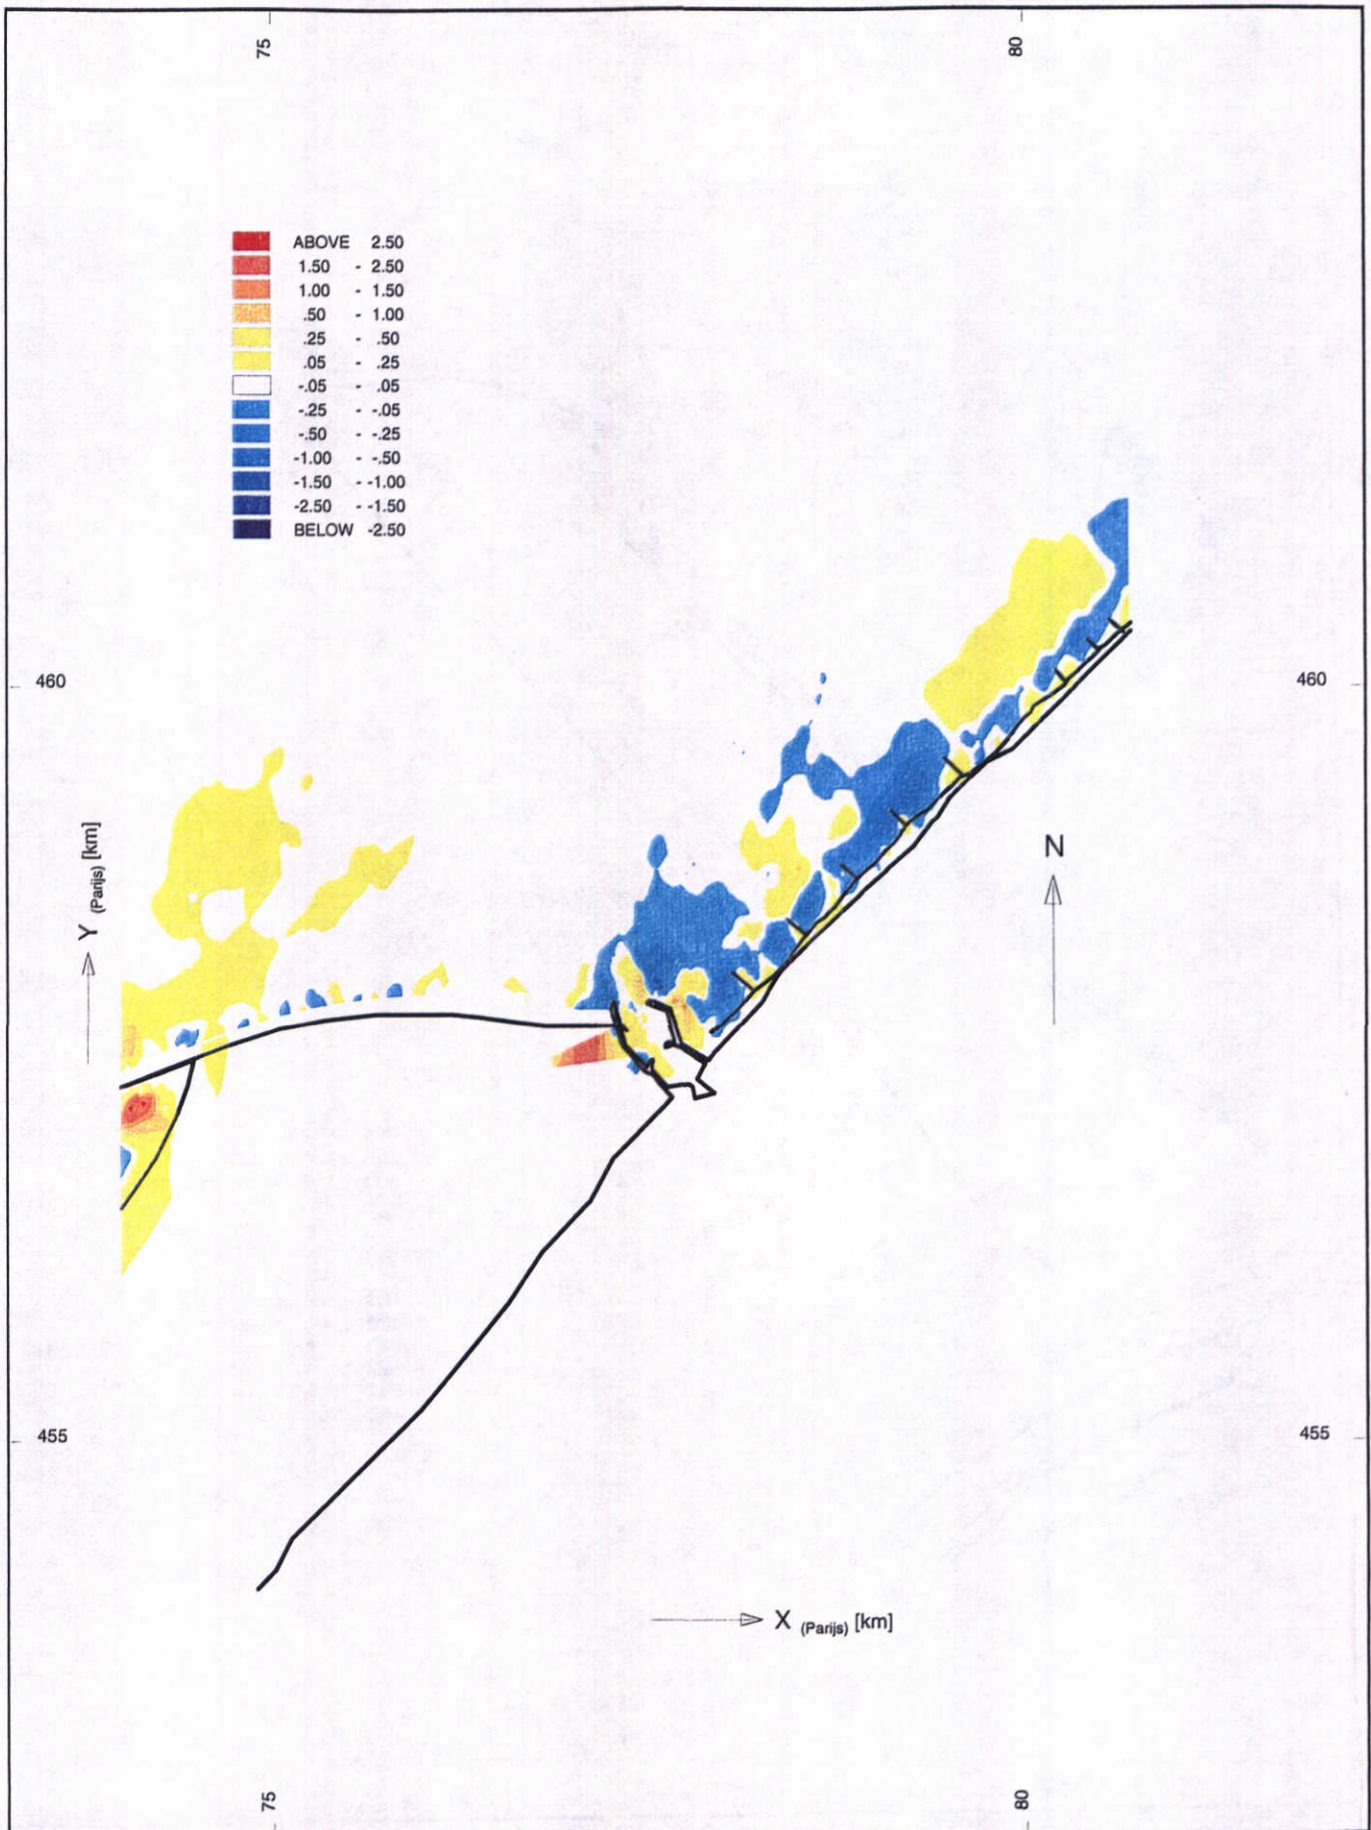 75
80
ABOVE 2.50
1.50 - 2.50
1.00 - 1.50
.50 - 1.00
.25 - .50
.05 - .25
-.05 - .05
-.25 - -.05
-.50 - -.25
-1.00 - -.50
-1.50 - -1.00
-2.50 - -1.50
BELOW -2.50
460
460
Y (Parijs) [km]
N
455
455
X (Parijs) [km]
75
80